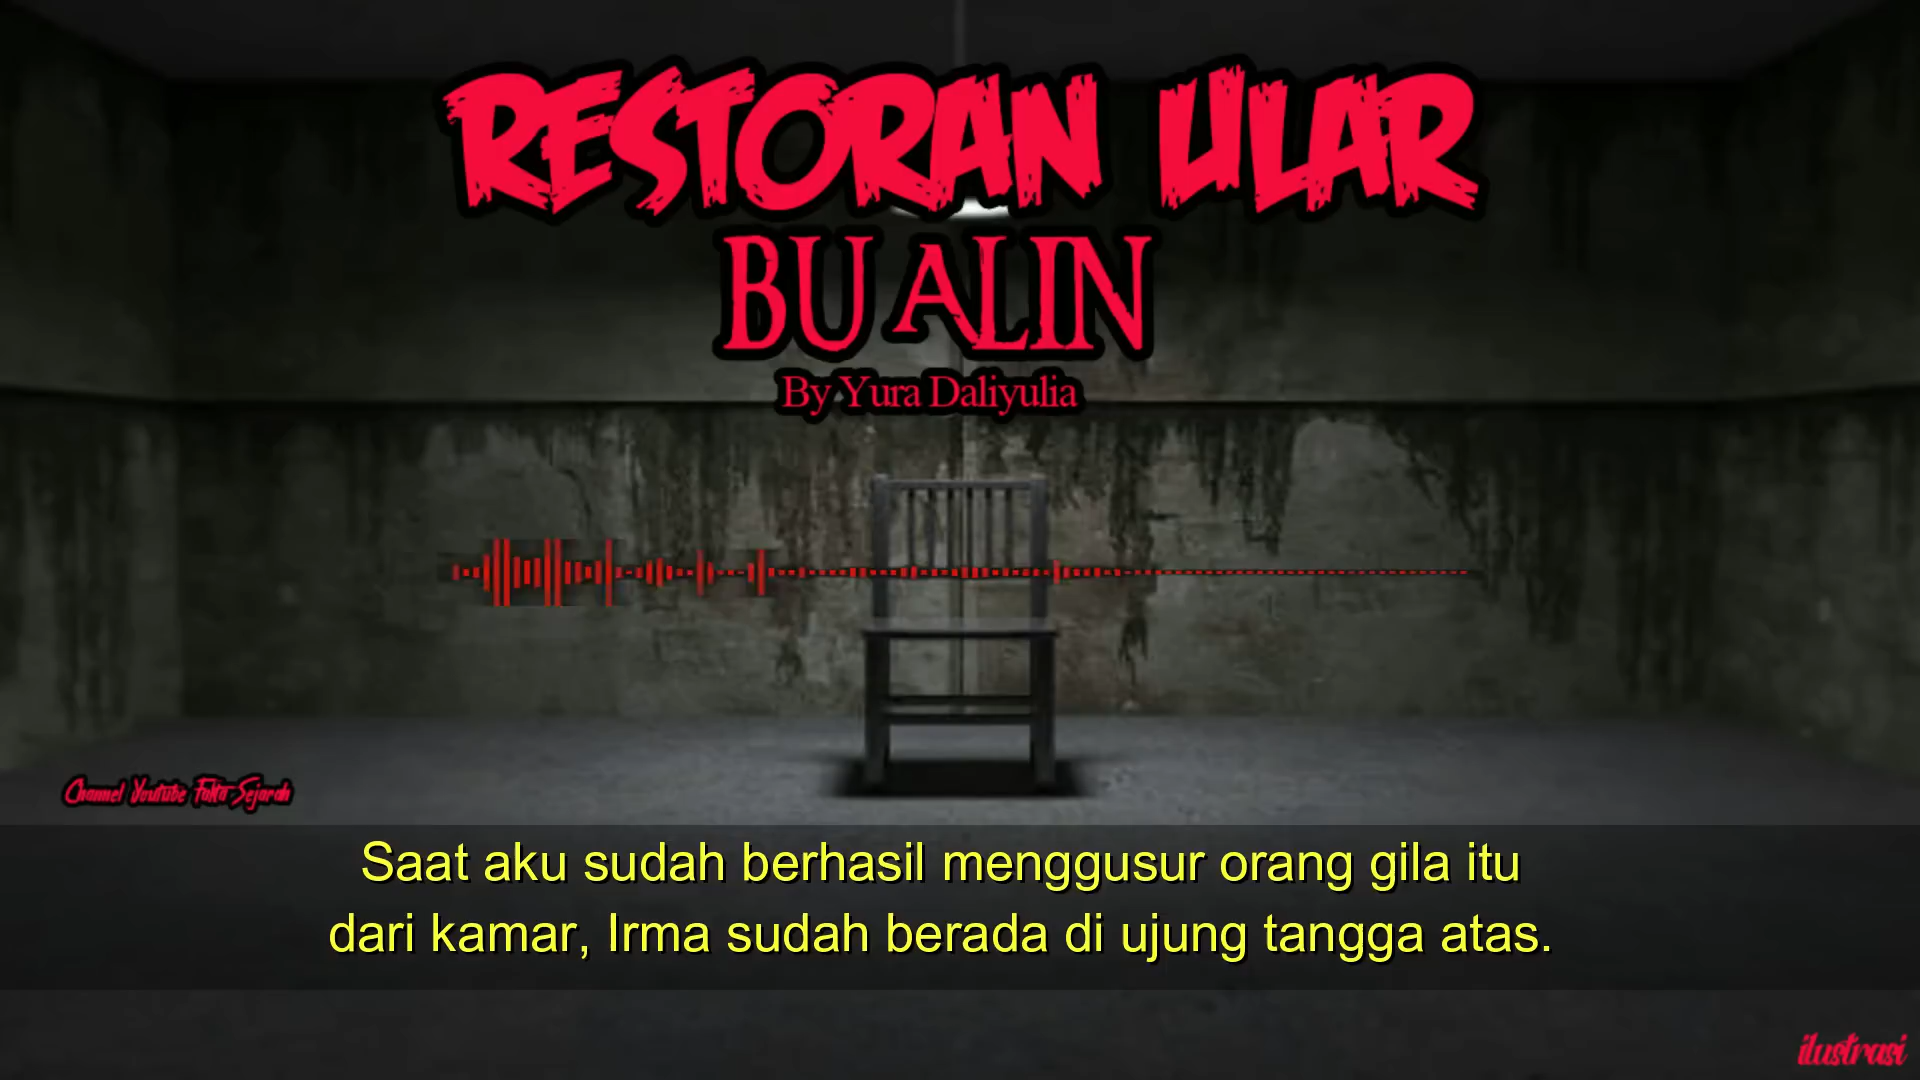 RESTORAN ULAR
BU ALIN
By Yura Daliyulia
Channel Youtube Fakta Sejarah
Saat aku sudah berhasil menggusur orang gila itu
dari kamar, Irma sudah berada di ujung tangga atas.
ilustrasi